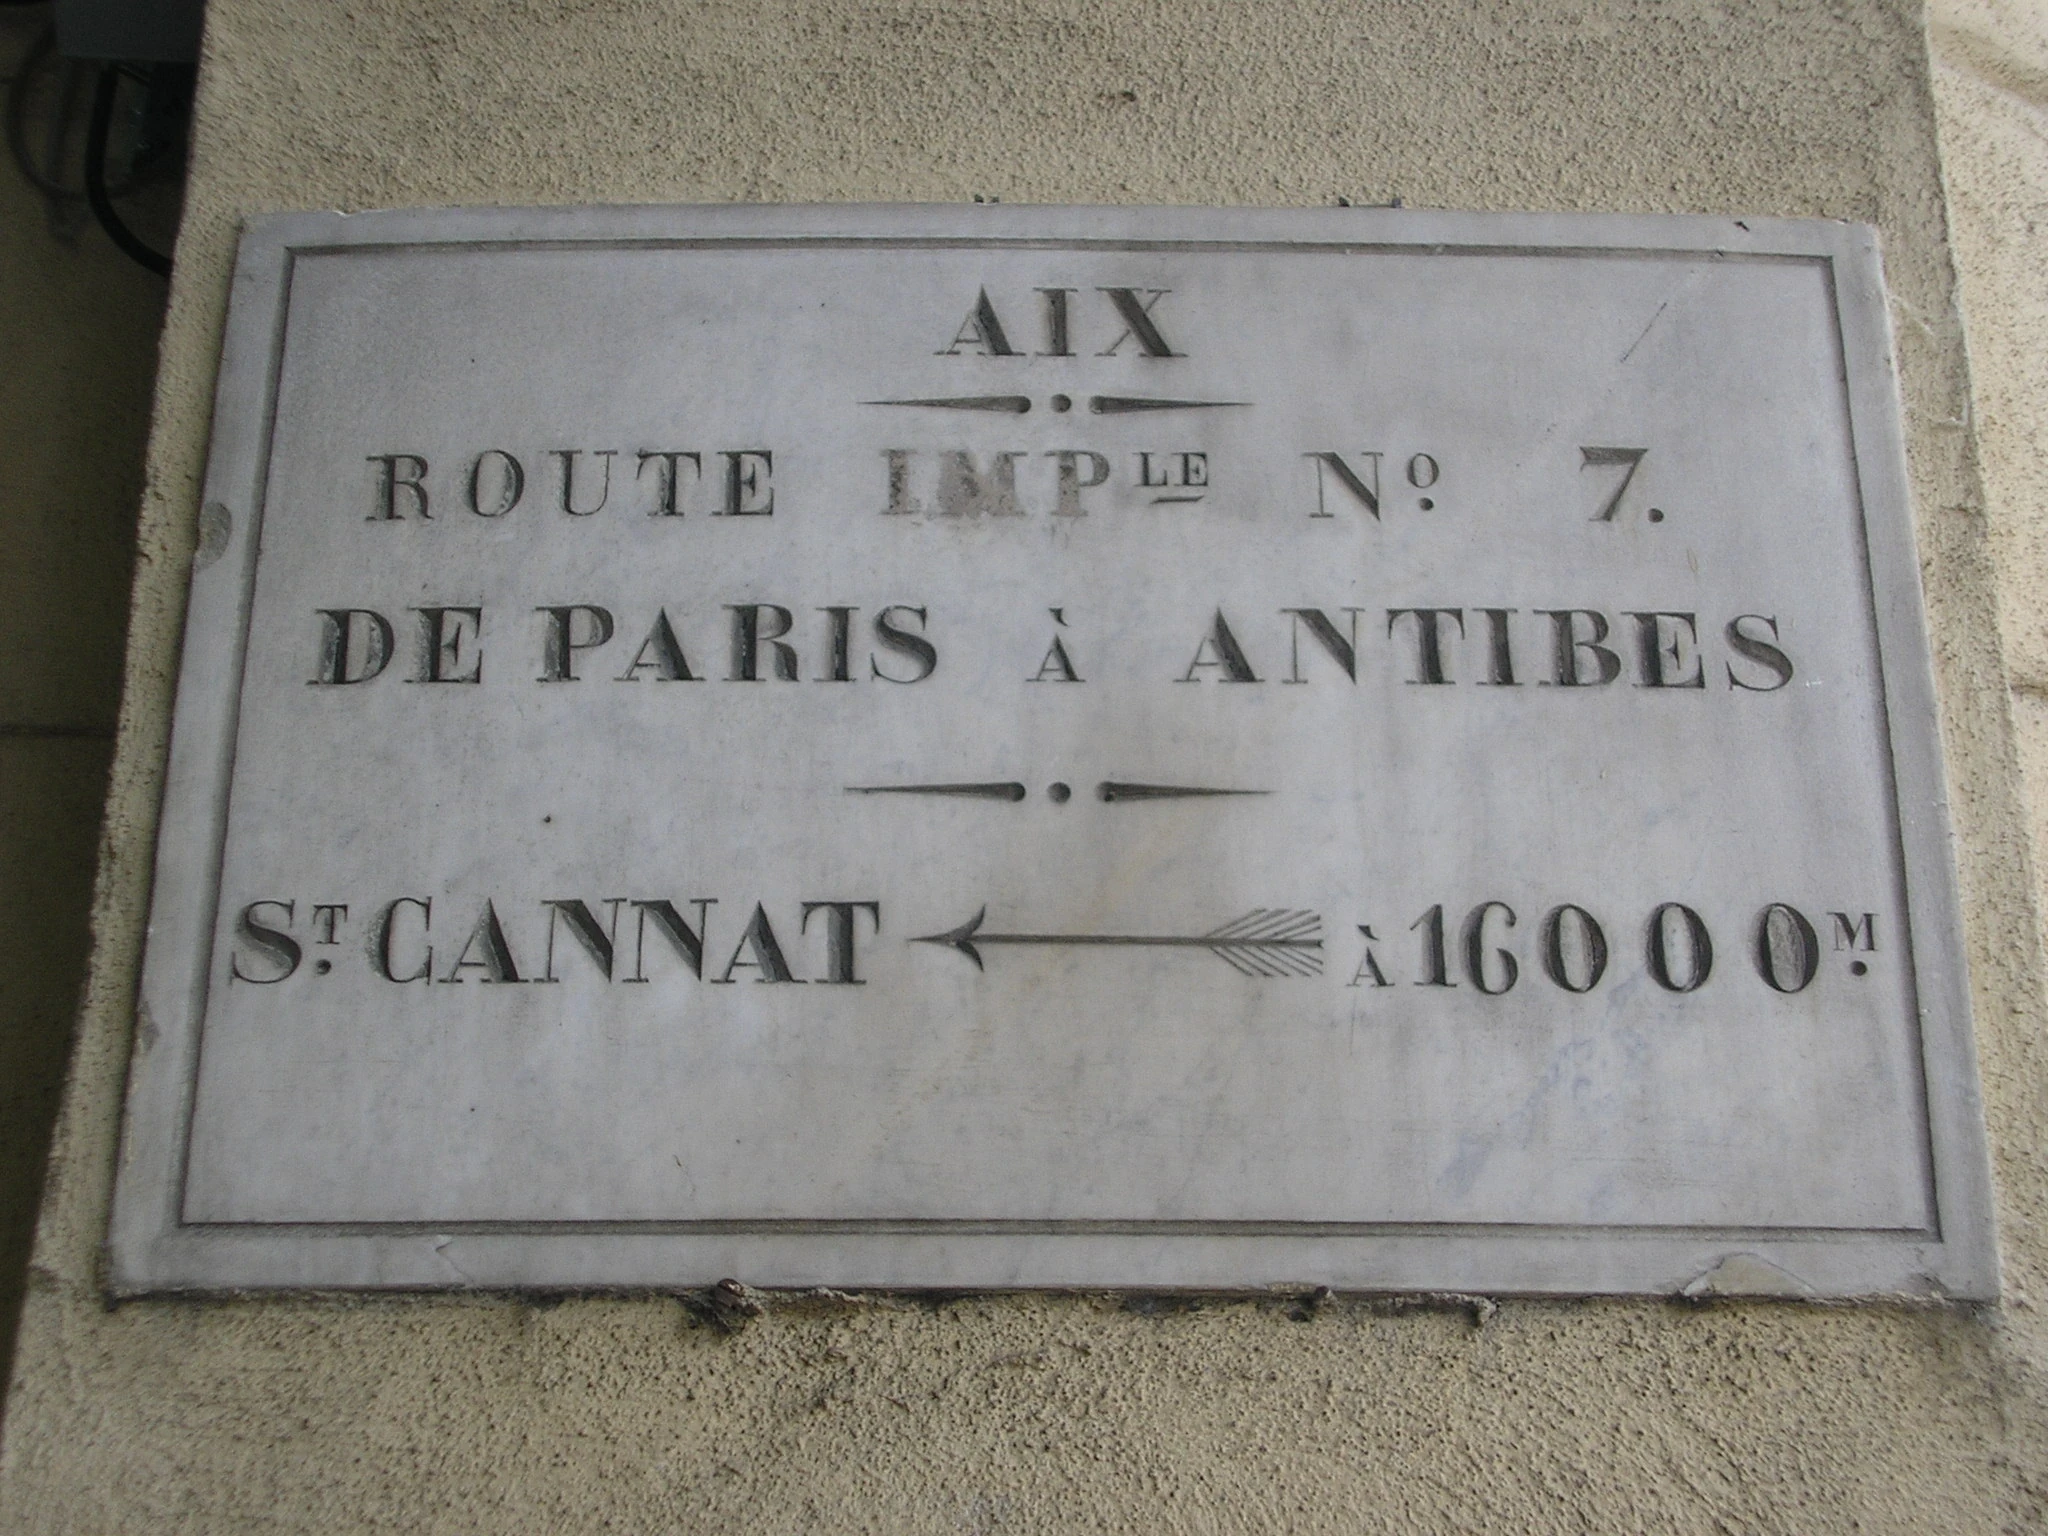 AIX
ROUTE IMPLE NO 7.
DE PARIS À ANTIBES
ST. CANNAT À 16000M.